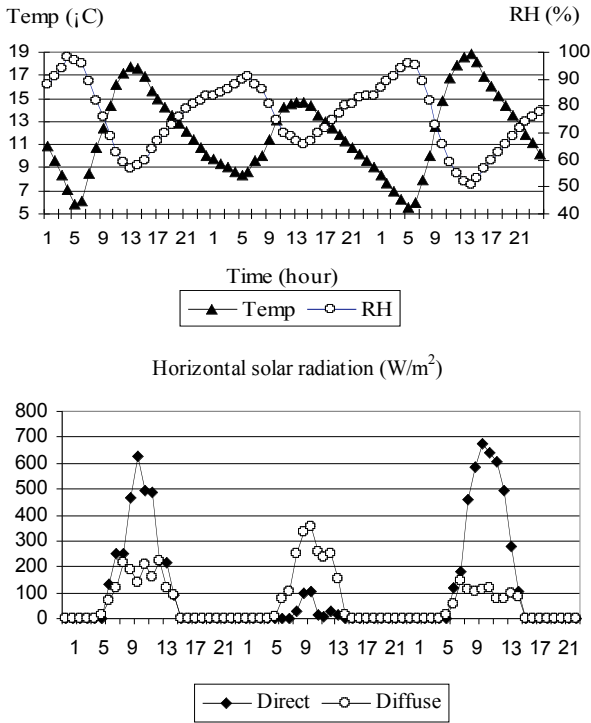 Temp (¡C) RH (%)
19 100
17 90
15 80
13 70
11 60
9 50
7
5 40
1 5 9 13 17 21 1 5 9 13 17 21 1 5 9 13 17 21
Time (hour)
Temp RH
Horizontal solar radiation (W/m²)
800
700
600
500
400
300
200
100
0
1 5 9 13 17 21 1 5 9 13 17 21 1 5 9 13 17 21
Direct Diffuse